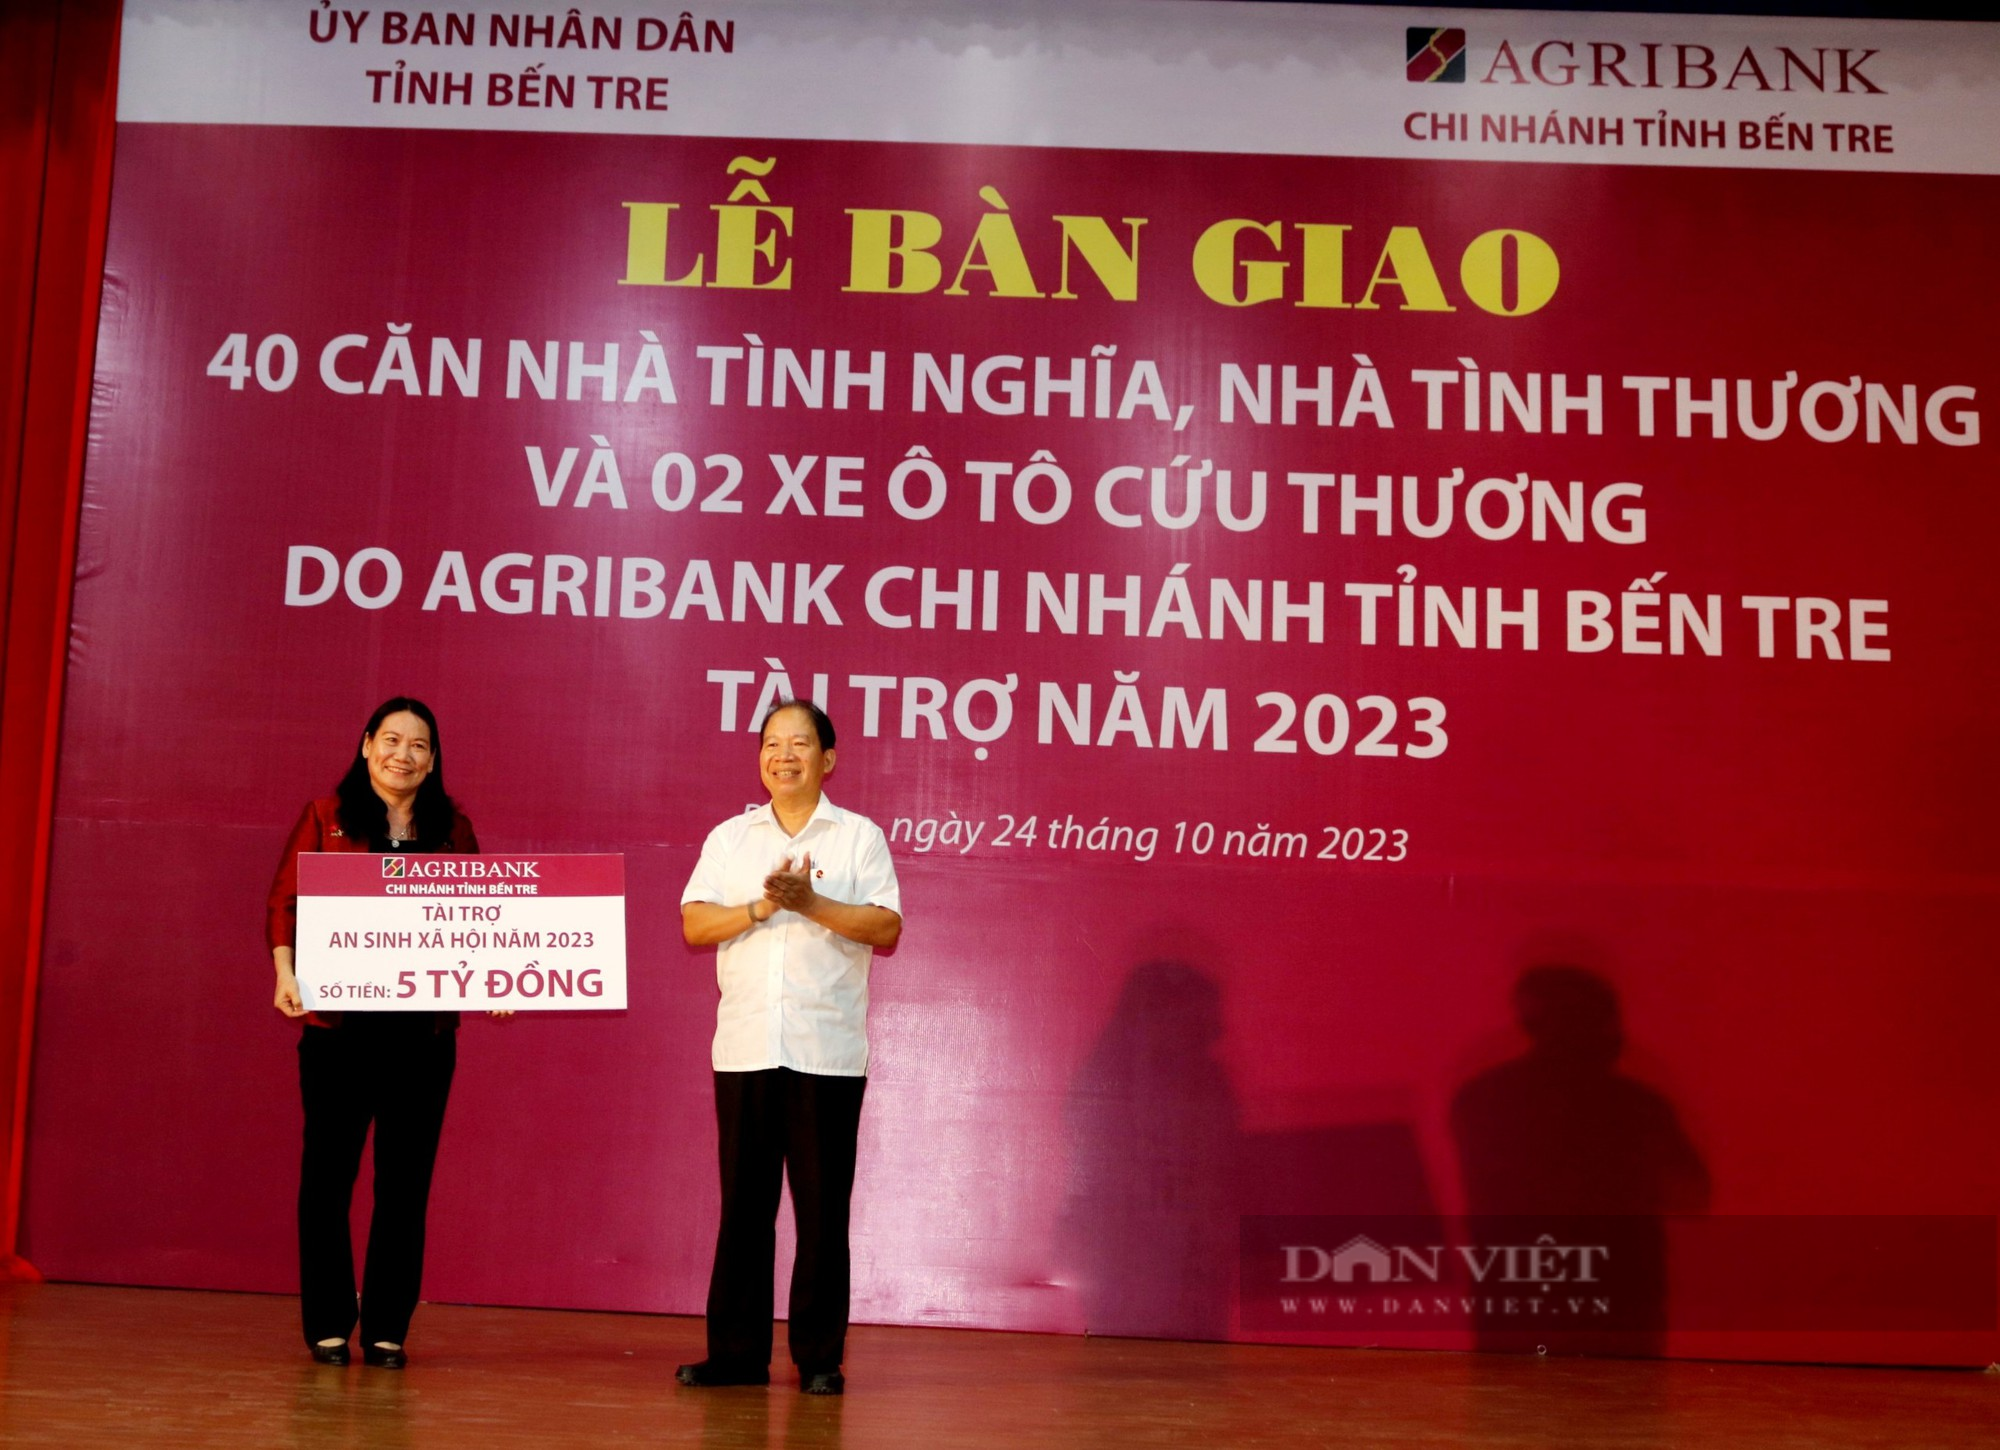 ỦY BAN NHÂN DÂN
TỈNH BẾN TRE
AGRIBANK
CHI NHÁNH TỈNH BẾN TRE
LỄ BÀN GIAO
40 CĂN NHÀ TÌNH NGHĨA, NHÀ TÌNH THƯƠNG
VÀ 02 XE Ô TÔ CỨU THƯƠNG
DO AGRIBANK CHI NHÁNH TỈNH BẾN TRE
TÀI TRỢ NĂM 2023
ngày 24 tháng 10 năm 2023
AGRIBANK
CHI NHÁNH TỈNH BẾN TRE
TÀI TRỢ
AN SINH XÃ HỘI NĂM 2023
SỐ TIỀN: 5 TỶ ĐỒNG
DÂN VIỆT
WWW.DANVIET.VN